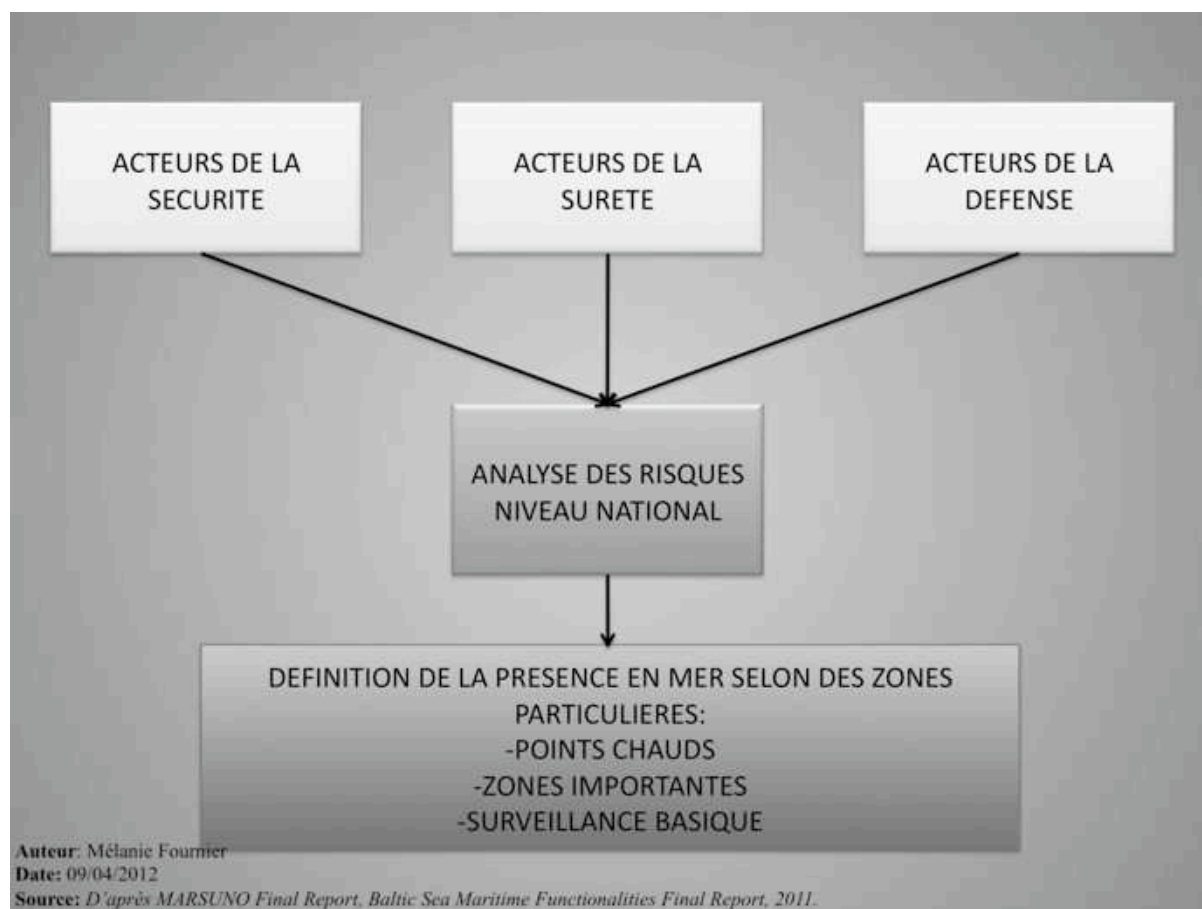 ACTEURS DE LA
SECURITE
ACTEURS DE LA
SURETE
ACTEURS DE LA
DEFENSE
ANALYSE DES RISQUES
NIVEAU NATIONAL
DEFINITION DE LA PRESENCE EN MER SELON DES ZONES
PARTICULIERES:
-POINTS CHAUDS
-ZONES IMPORTANTES
-SURVEILLANCE BASIQUE
Auteur: Mélanie Fournier
Date: 09/04/2012
Source: D'après MARSUNO Final Report, Baltic Sea Maritime Functionalities Final Report, 2011.